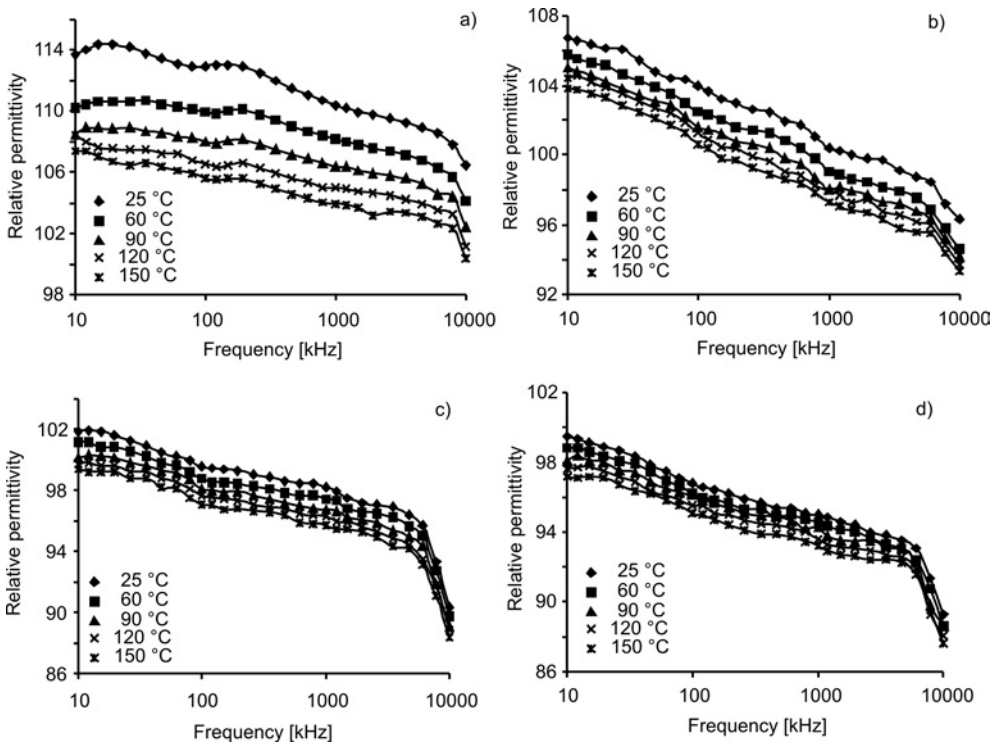 a)
Relative permittivity
114
110
106
102
98
25 °C
60 °C
90 °C
120 °C
150 °C
10 100 1000 10000
Frequency [kHz]
b)
Relative permittivity
108
104
100
96
92
25 °C
60 °C
90 °C
120 °C
150 °C
10 100 1000 10000
Frequency [kHz]
c)
Relative permittivity
102
98
94
90
86
25 °C
60 °C
90 °C
120 °C
150 °C
10 100 1000 10000
Frequency [kHz]
d)
Relative permittivity
102
98
94
90
86
25 °C
60 °C
90 °C
120 °C
150 °C
10 100 1000 10000
Frequency [kHz]